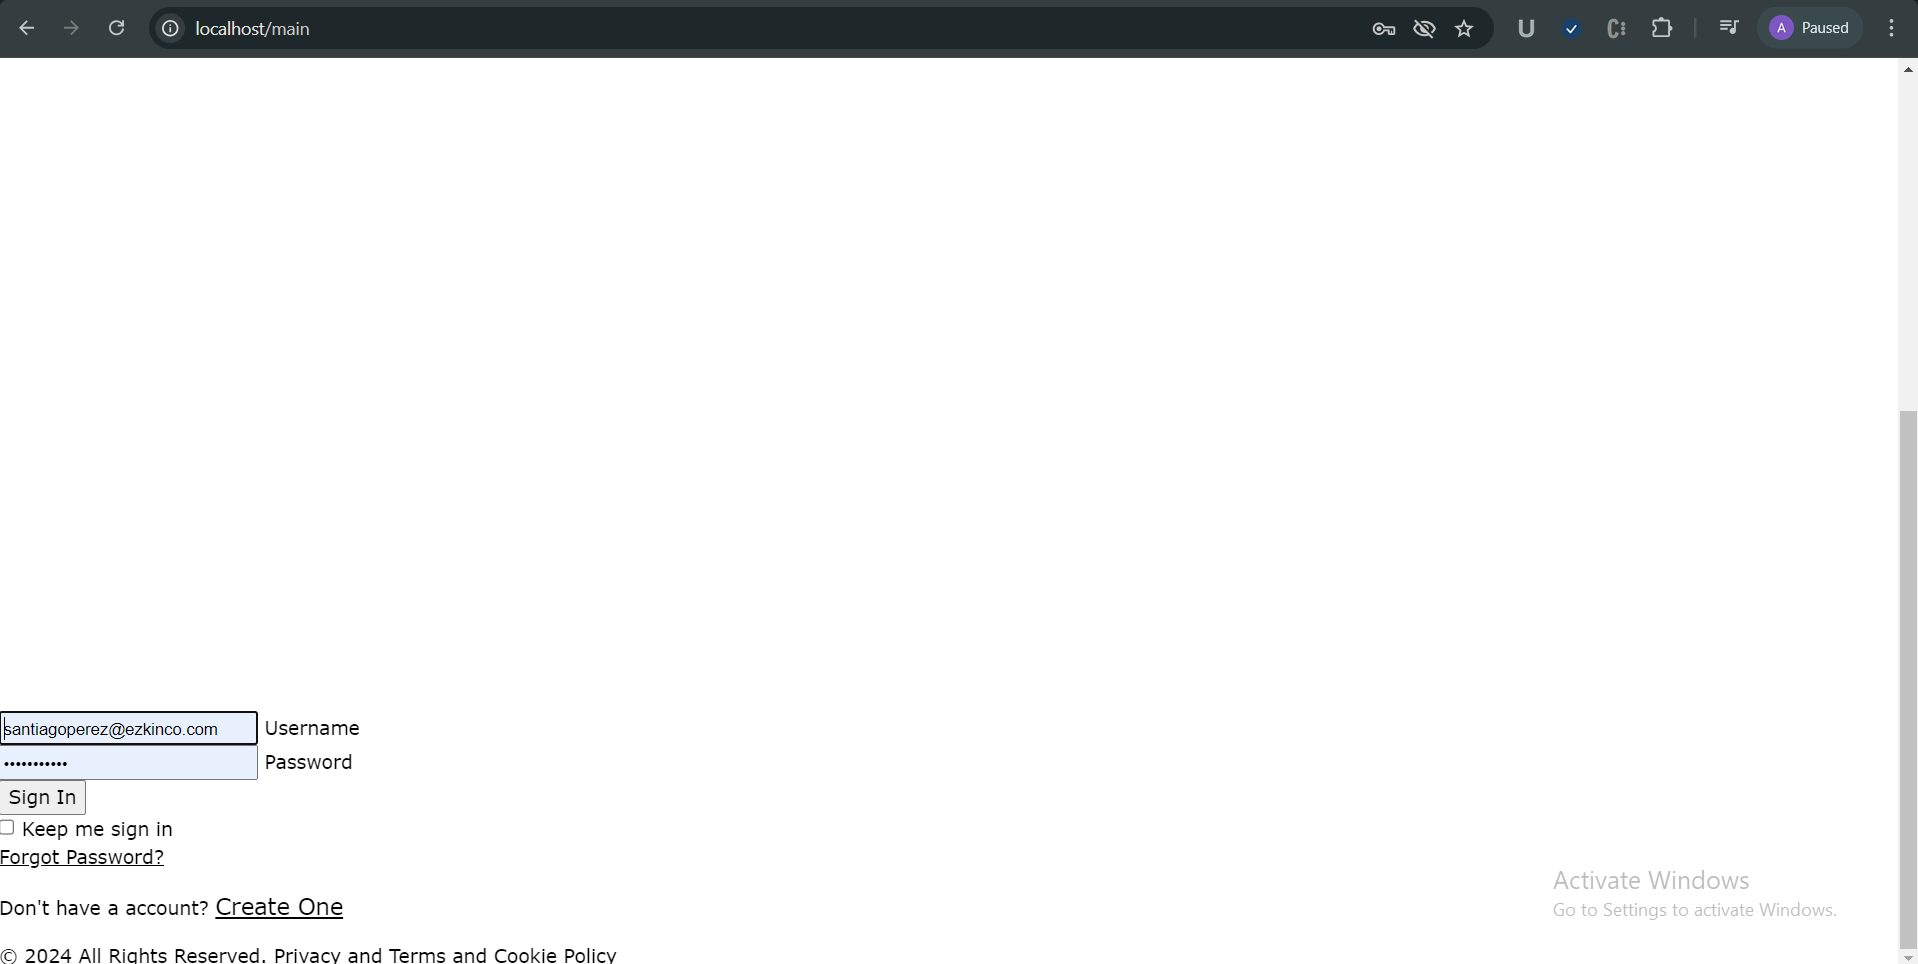 localhost/main
A Paused
santiagoperez@ezkinco.com Username
••••••••••• Password
Sign In
Keep me sign in
Forgot Password?
Don't have a account? Create One
Activate Windows
Go to Settings to activate Windows.
© 2024 All Rights Reserved. Privacy and Terms and Cookie Policy